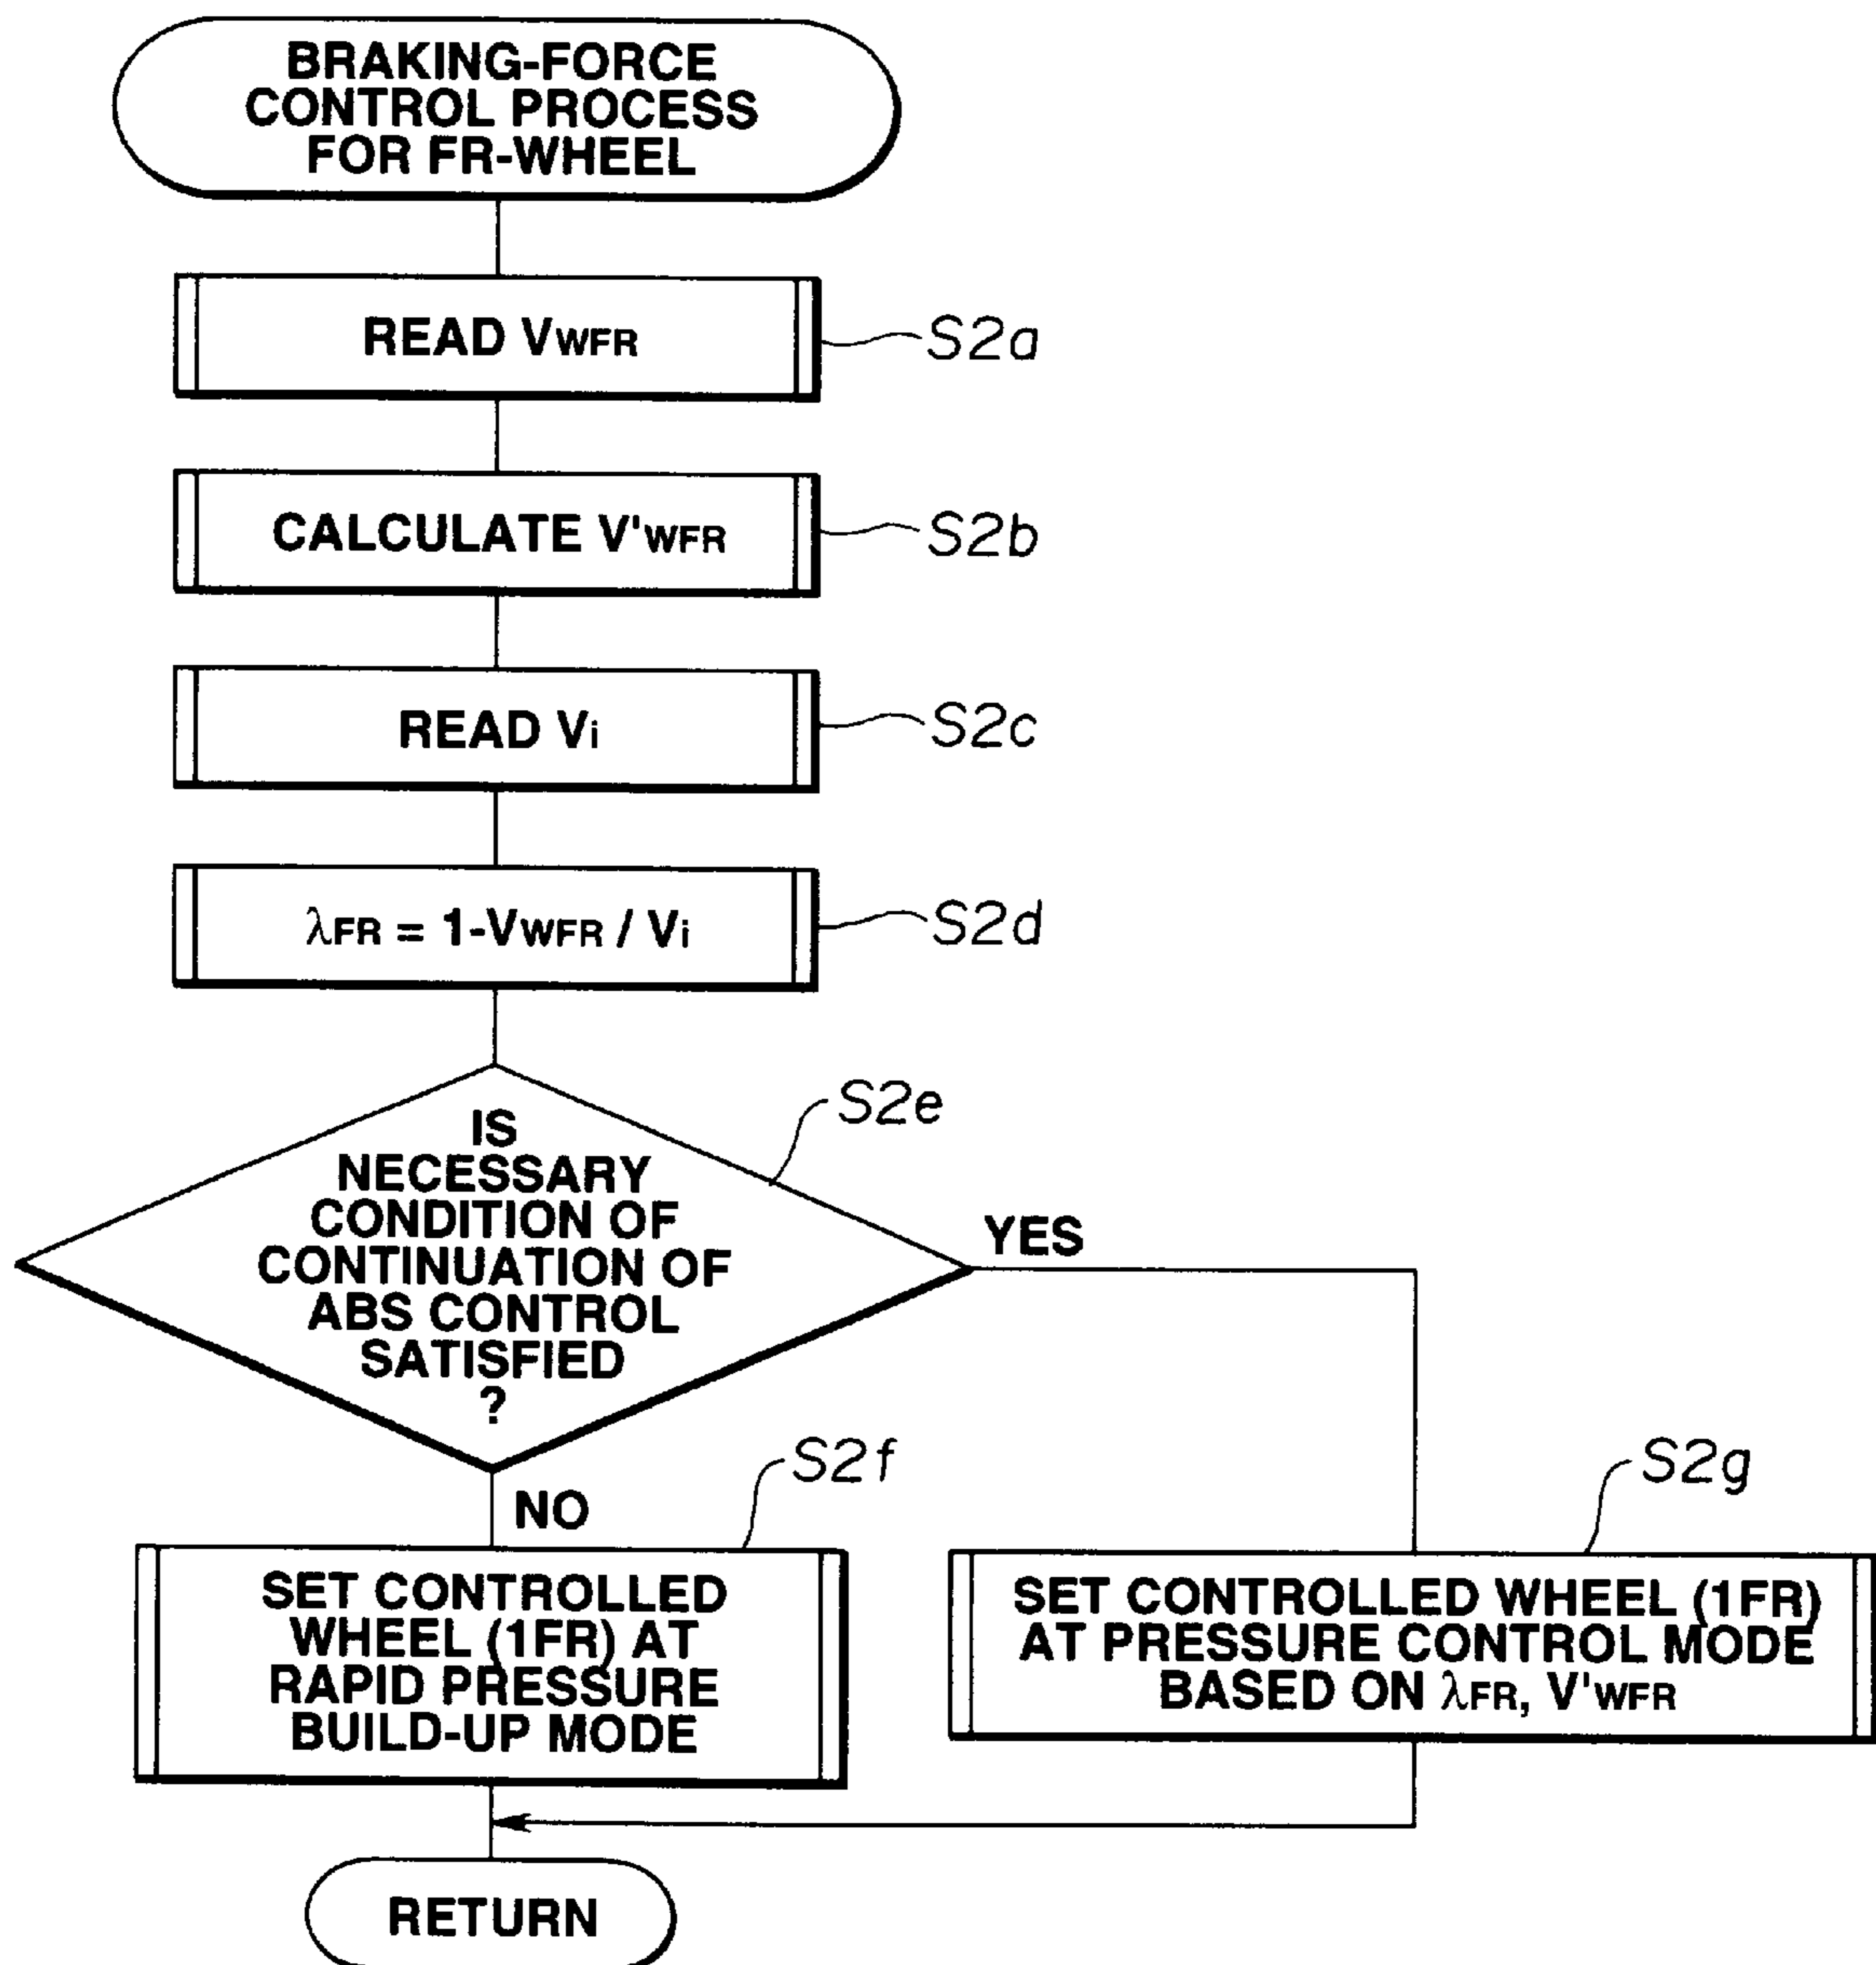 BRAKING-FORCE
CONTROL PROCESS
FOR FR-WHEEL
READ VWFR
S2a
CALCULATE V'WFR
S2b
READ Vi
S2c
λFR = 1-VWFR / Vi
S2d
IS
NECESSARY
CONDITION OF
CONTINUATION OF
ABS CONTROL
SATISFIED
?
S2e
YES
NO
S2f
SET CONTROLLED
WHEEL (1FR) AT
RAPID PRESSURE
BUILD-UP MODE
S2g
SET CONTROLLED WHEEL (1FR)
AT PRESSURE CONTROL MODE
BASED ON λFR, V'WFR
RETURN